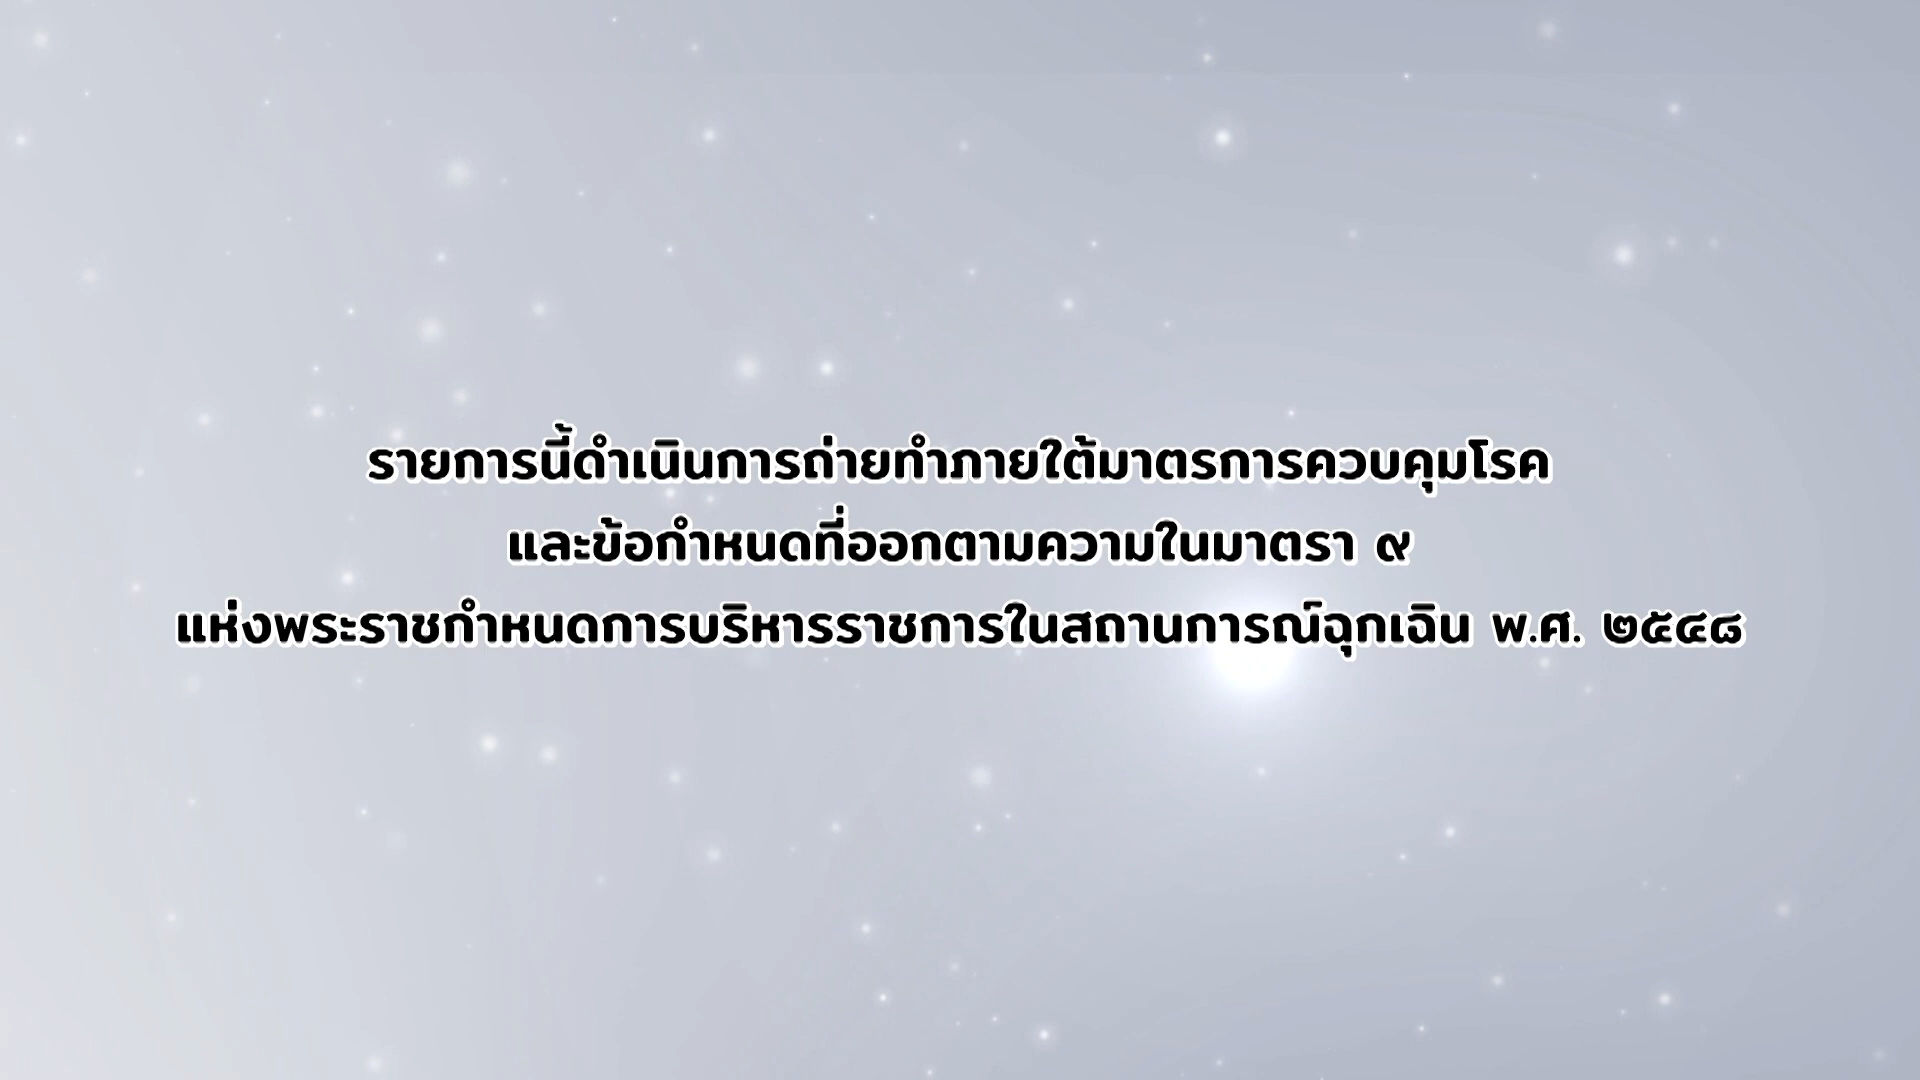 รายการนี้ดำเนินการถ่ายทำภายใต้มาตรการควบคุมโรค
และข้อกำหนดที่ออกตามความในมาตรา ๙
แห่งพระราชกำหนดการบริหารราชการในสถานการณ์ฉุกเฉิน พ.ศ. ๒๕๔๘